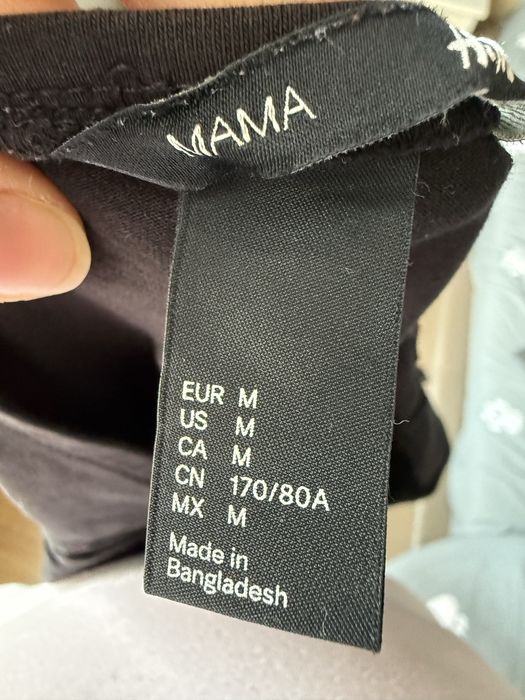 MAMA
EUR M
US M
CA M
CN 170/80A
MX M
Made in
Bangladesh